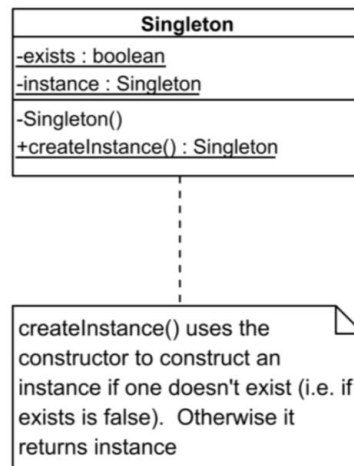 Singleton
-exists : boolean
-instance : Singleton
-Singleton()
+createInstance() : Singleton
createInstance() uses the
constructor to construct an
instance if one doesn't exist (i.e. if
exists is false).  Otherwise it
returns instance